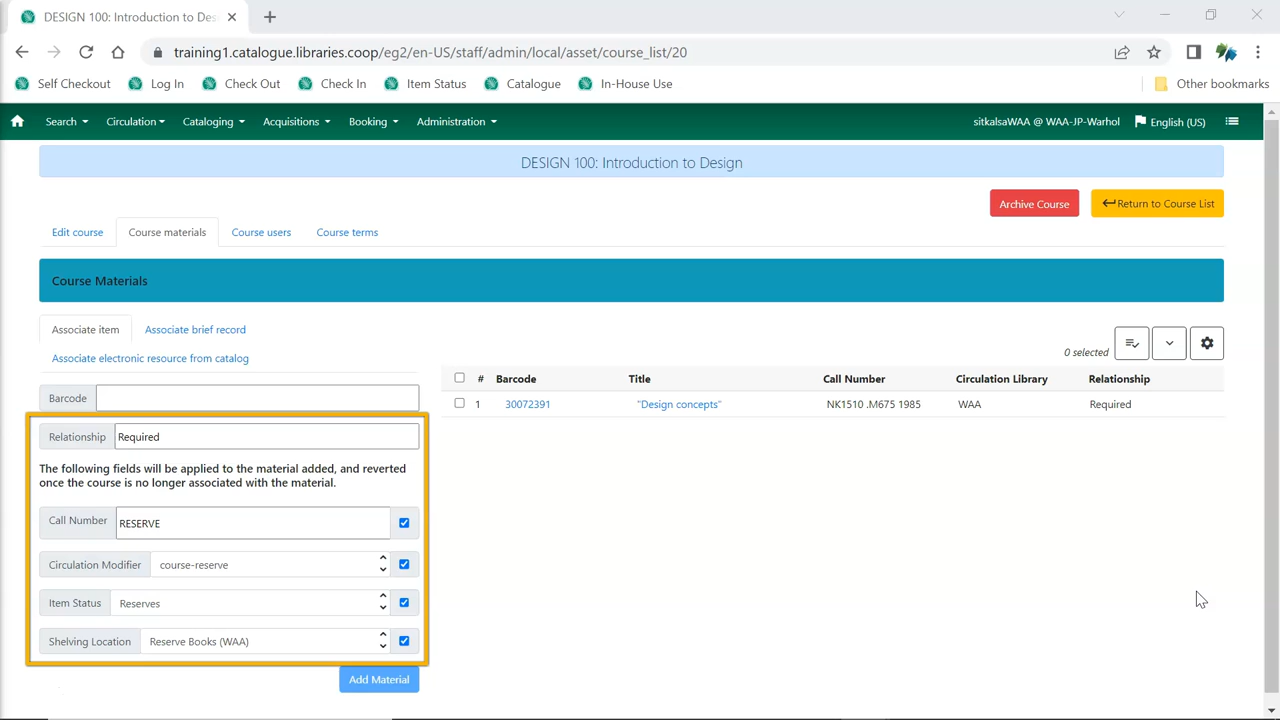 DESIGN 100: Introduction to Des
training1.catalogue.libraries.coop/eg2/en-US/staff/admin/local/asset/course_list/20
Self Checkout Log In Check Out Check In Item Status Catalogue In-House Use Other bookmarks
Search Circulation Cataloging Acquisitions Booking Administration sitkalsaWAA @ WAA-JP-Warhol English (US)
DESIGN 100: Introduction to Design
Archive Course Return to Course List
Edit course Course materials Course users Course terms
Course Materials
Associate item Associate brief record
Associate electronic resource from catalog
0 selected
Barcode
Relationship Required
The following fields will be applied to the material added, and reverted
once the course is no longer associated with the material.
Call Number RESERVE
Circulation Modifier course-reserve
Item Status Reserves
Shelving Location Reserve Books (WAA)
Add Material
# Barcode Title Call Number Circulation Library Relationship
1 30072391 "Design concepts" NK1510 .M675 1985 WAA Required